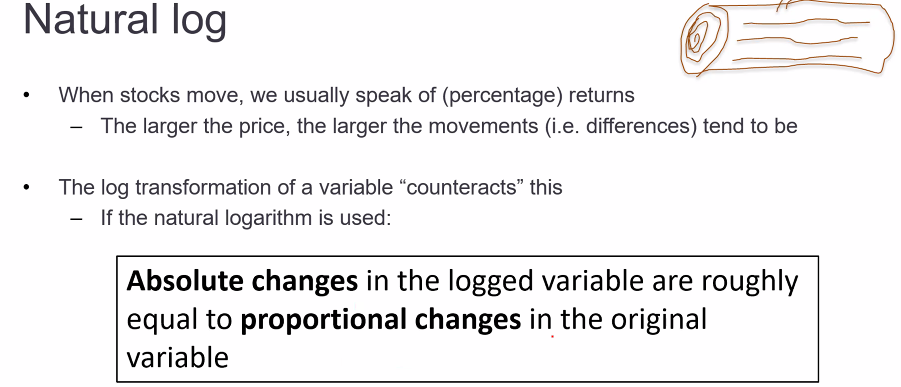 Natural log
• When stocks move, we usually speak of (percentage) returns
– The larger the price, the larger the movements (i.e. differences) tend to be
• The log transformation of a variable “counteracts” this
– If the natural logarithm is used:
Absolute changes in the logged variable are roughly
equal to proportional changes in the original
variable